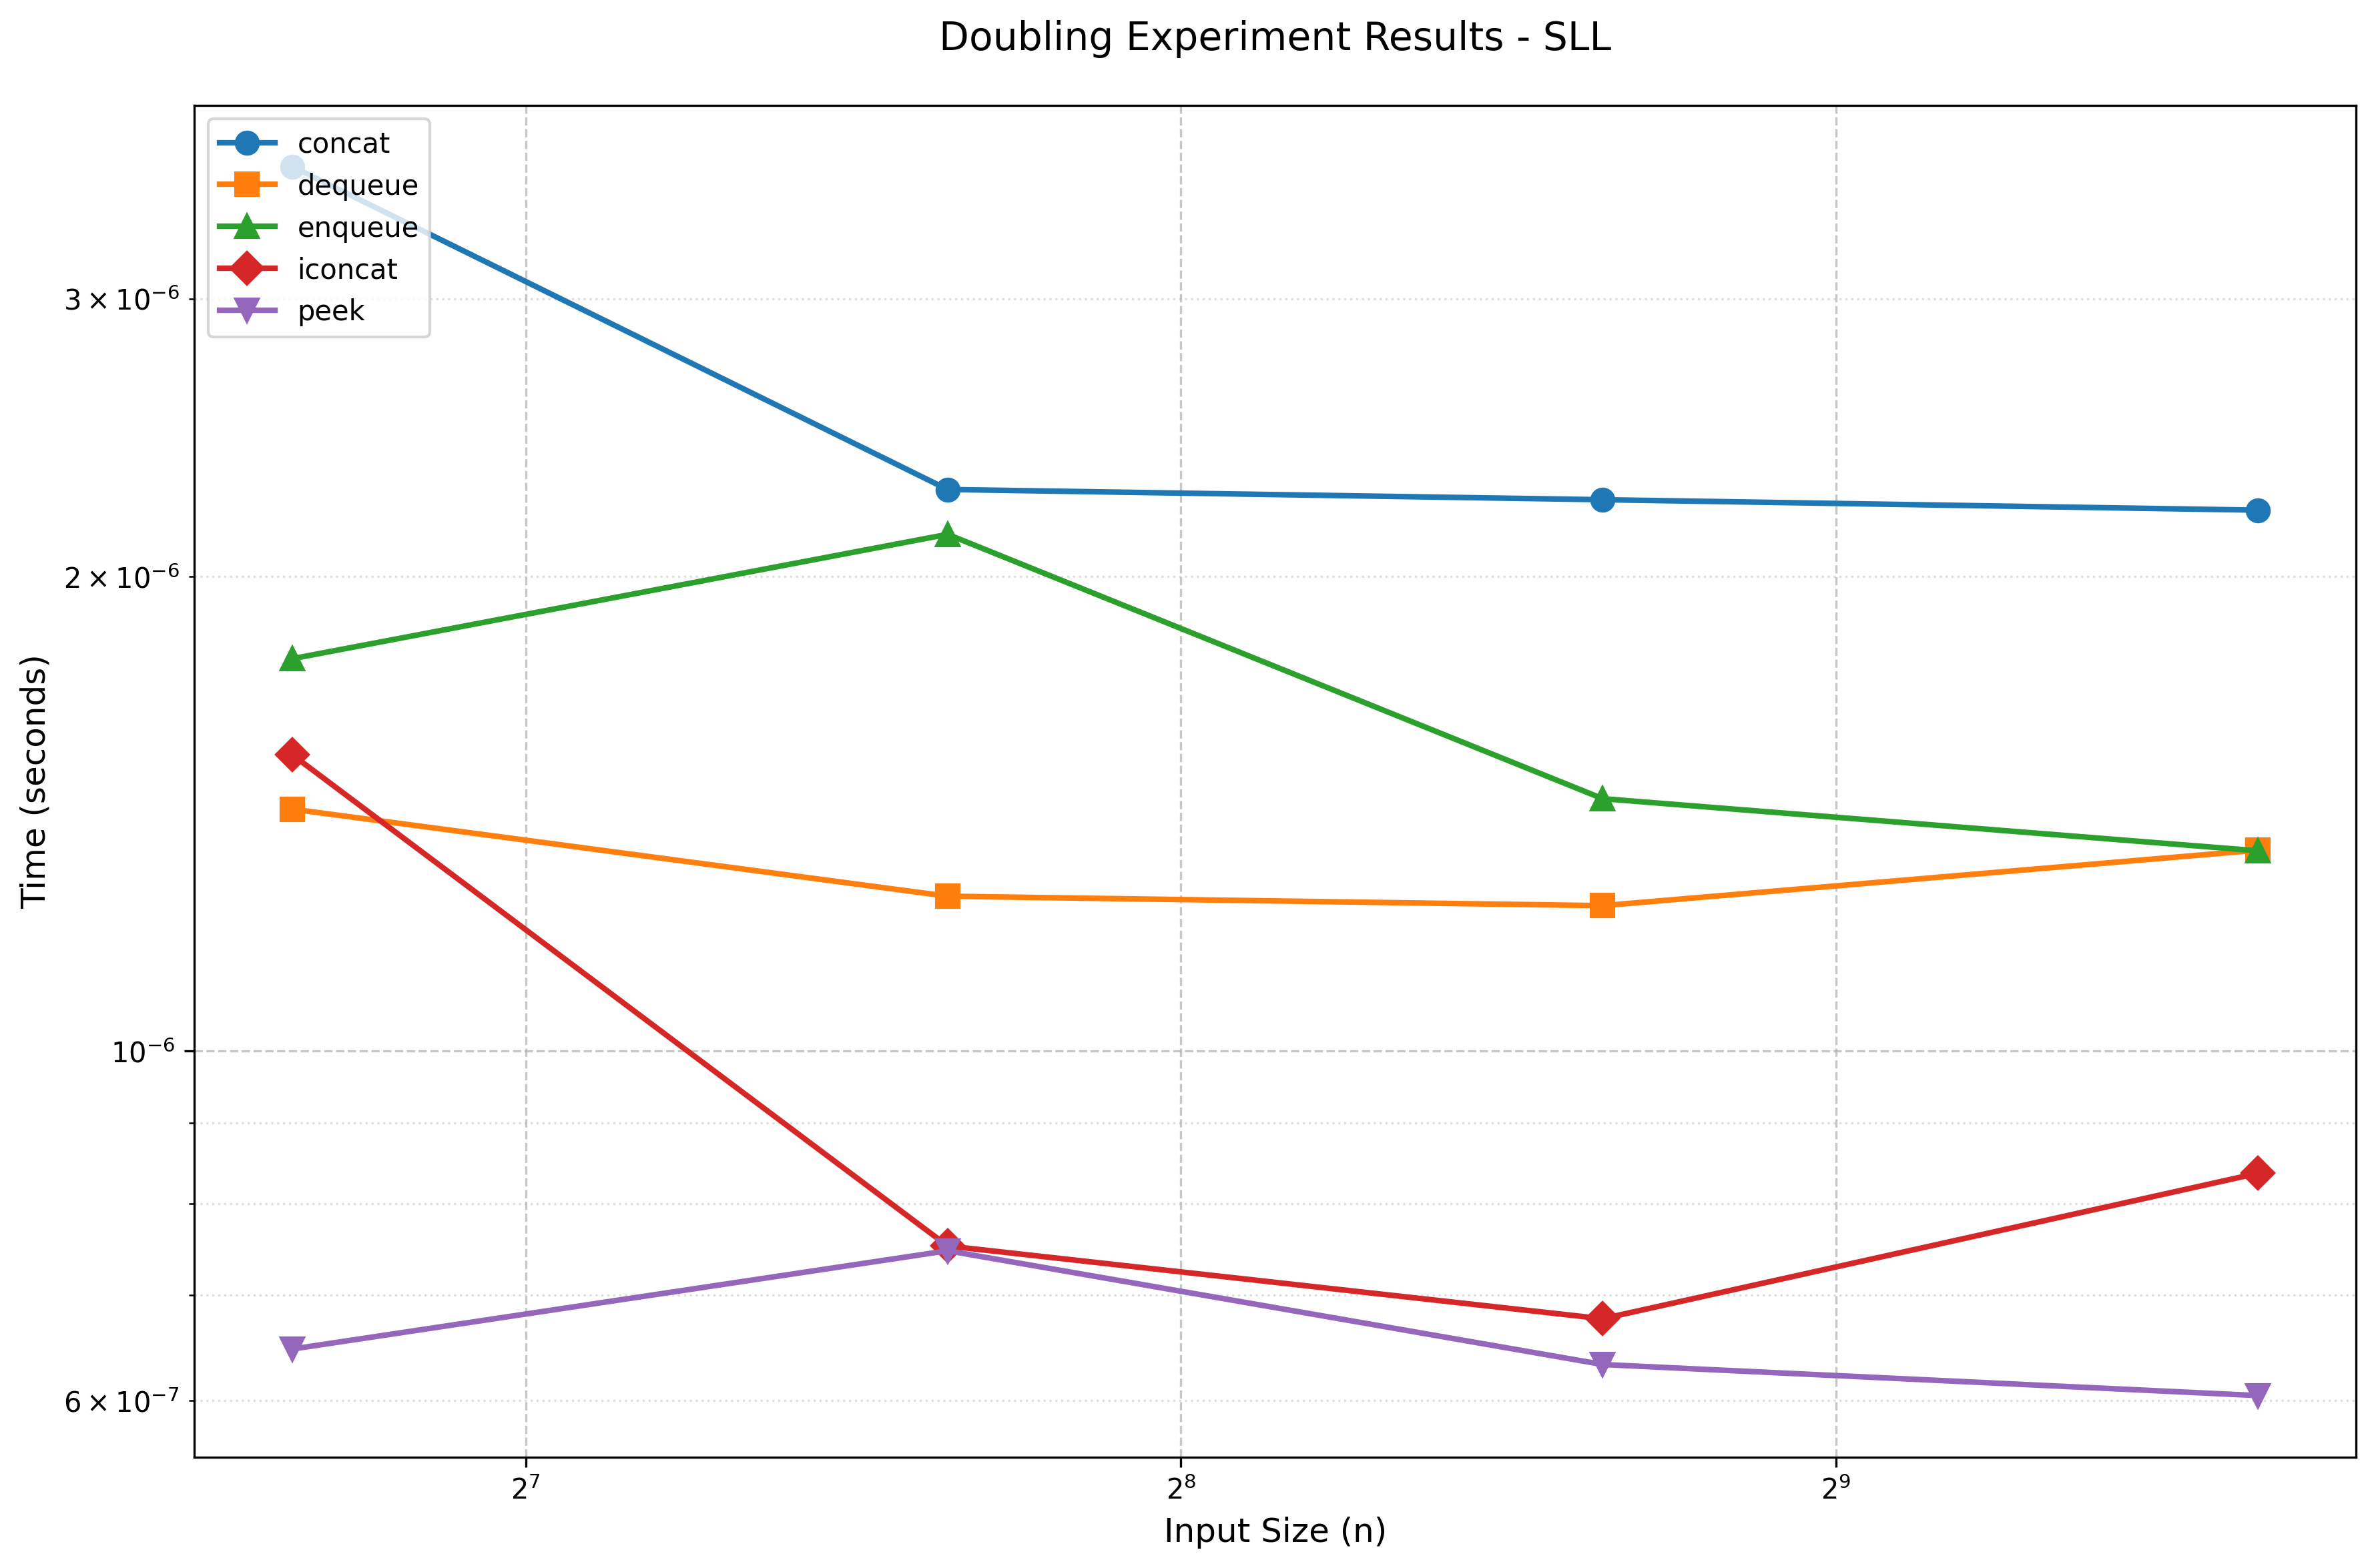 Doubling Experiment Results - SLL
concat
dequeue
enqueue
iconcat
peek
3 × 10⁻⁶
2 × 10⁻⁶
10⁻⁶
6 × 10⁻⁷
Time (seconds)
2⁷
2⁸
2⁹
Input Size (n)